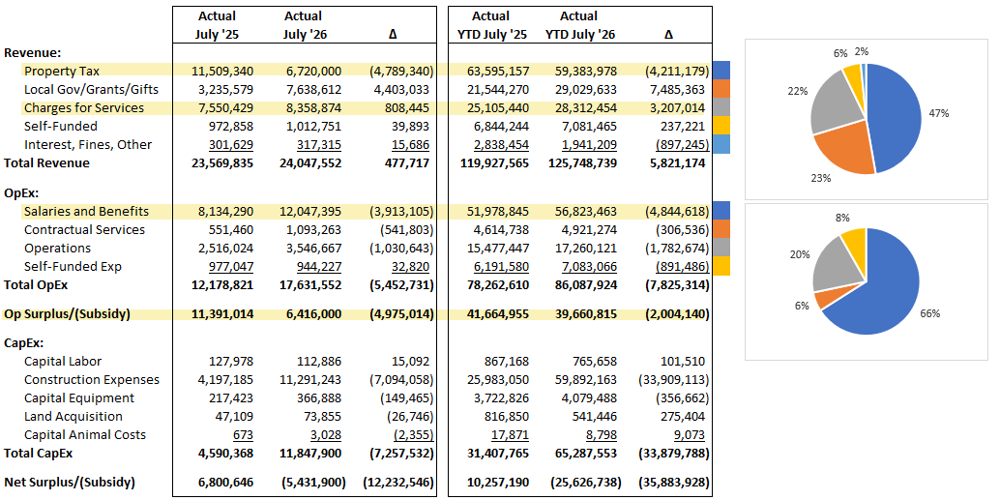 Actual Actual Actual Actual
July '25 July '26 Δ YTD July '25 YTD July '26 Δ
Revenue:
Property Tax 11,509,340 6,720,000 (4,789,340) 63,595,157 59,383,978 (4,211,179)
Local Gov/Grants/Gifts 3,235,579 7,638,612 4,403,033 21,544,270 29,029,633 7,485,363
Charges for Services 7,550,429 8,358,874 808,445 25,105,440 28,312,454 3,207,014
Self-Funded 972,858 1,012,751 39,893 6,844,244 7,081,465 237,221
Interest, Fines, Other 301,629 317,315 15,686 2,838,454 1,941,209 (897,245)
Total Revenue 23,569,835 24,047,552 477,717 119,927,565 125,748,739 5,821,174
OpEx:
Salaries and Benefits 8,134,290 12,047,395 (3,913,105) 51,978,845 56,823,463 (4,844,618)
Contractual Services 551,460 1,093,263 (541,803) 4,614,738 4,921,274 (306,536)
Operations 2,516,024 3,546,667 (1,030,643) 15,477,447 17,260,121 (1,782,674)
Self-Funded Exp 977,047 944,227 32,820 6,191,580 7,083,066 (891,486)
Total OpEx 12,178,821 17,631,552 (5,452,731) 78,262,610 86,087,924 (7,825,314)
Op Surplus/(Subsidy) 11,391,014 6,416,000 (4,975,014) 41,664,955 39,660,815 (2,004,140)
CapEx:
Capital Labor 127,978 112,886 15,092 867,168 765,658 101,510
Construction Expenses 4,197,185 11,291,243 (7,094,058) 25,983,050 59,892,163 (33,909,113)
Capital Equipment 217,423 366,888 (149,465) 3,722,826 4,079,488 (356,662)
Land Acquisition 47,109 73,855 (26,746) 816,850 541,446 275,404
Capital Animal Costs 673 3,028 (2,355) 17,871 8,798 9,073
Total CapEx 4,590,368 11,847,900 (7,257,532) 31,407,765 65,287,553 (33,879,788)
Net Surplus/(Subsidy) 6,800,646 (5,431,900) (12,232,546) 10,257,190 (25,626,738) (35,883,928)
6% 2%
22%
47%
23%
8%
20%
6%
66%